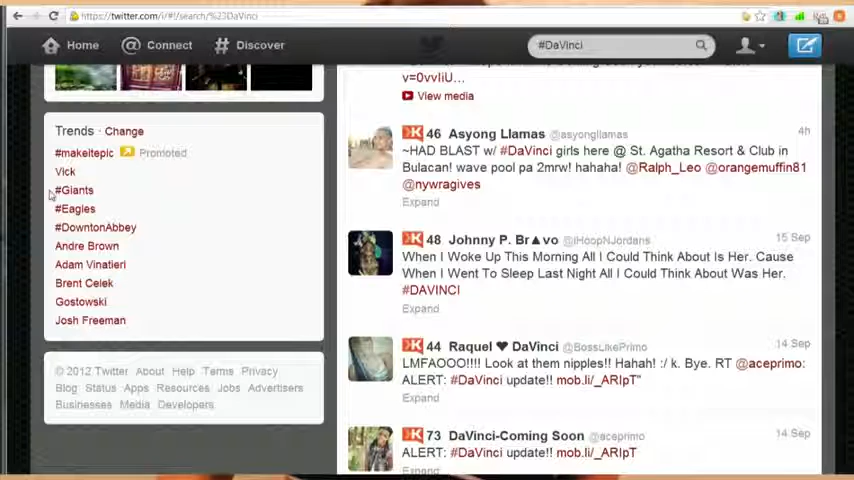 https://twitter.com/i/#!/search/%23DaVinci
Home
Connect
Discover
#DaVinci
Trends · Change
#makeitepic Promoted
Vick
#Giants
#Eagles
#DowntonAbbey
Andre Brown
Adam Vinatieri
Brent Celek
Gostowski
Josh Freeman
© 2012 Twitter About Help Terms Privacy
Blog Status Apps Resources Jobs Advertisers
Businesses Media Developers
v=0vvIiU...
View media
46 Asyong Llamas @asyongllamas 4h
~HAD BLAST w/ #DaVinci girls here @ St. Agatha Resort & Club in
Bulacan! wave pool pa 2mrw! hahaha! @Ralph_Leo @orangemuffin81
@nywragives
Expand
48 Johnny P. Br▲vo @iHoopNJordans 15 Sep
When I Woke Up This Morning All I Could Think About Is Her. Cause
When I Went To Sleep Last Night All I Could Think About Was Her.
#DAVINCI
Expand
44 Raquel ♥ DaVinci @BossLikePrimo 14 Sep
LMFAOOO!!!! Look at them nipples!! Hahah! :/ k. Bye. RT @aceprimo:
ALERT: #DaVinci update!! mob.li/_ARIpT"
Expand
73 DaVinci-Coming Soon @aceprimo 14 Sep
ALERT: #DaVinci update!! mob.li/_ARIpT
Expand